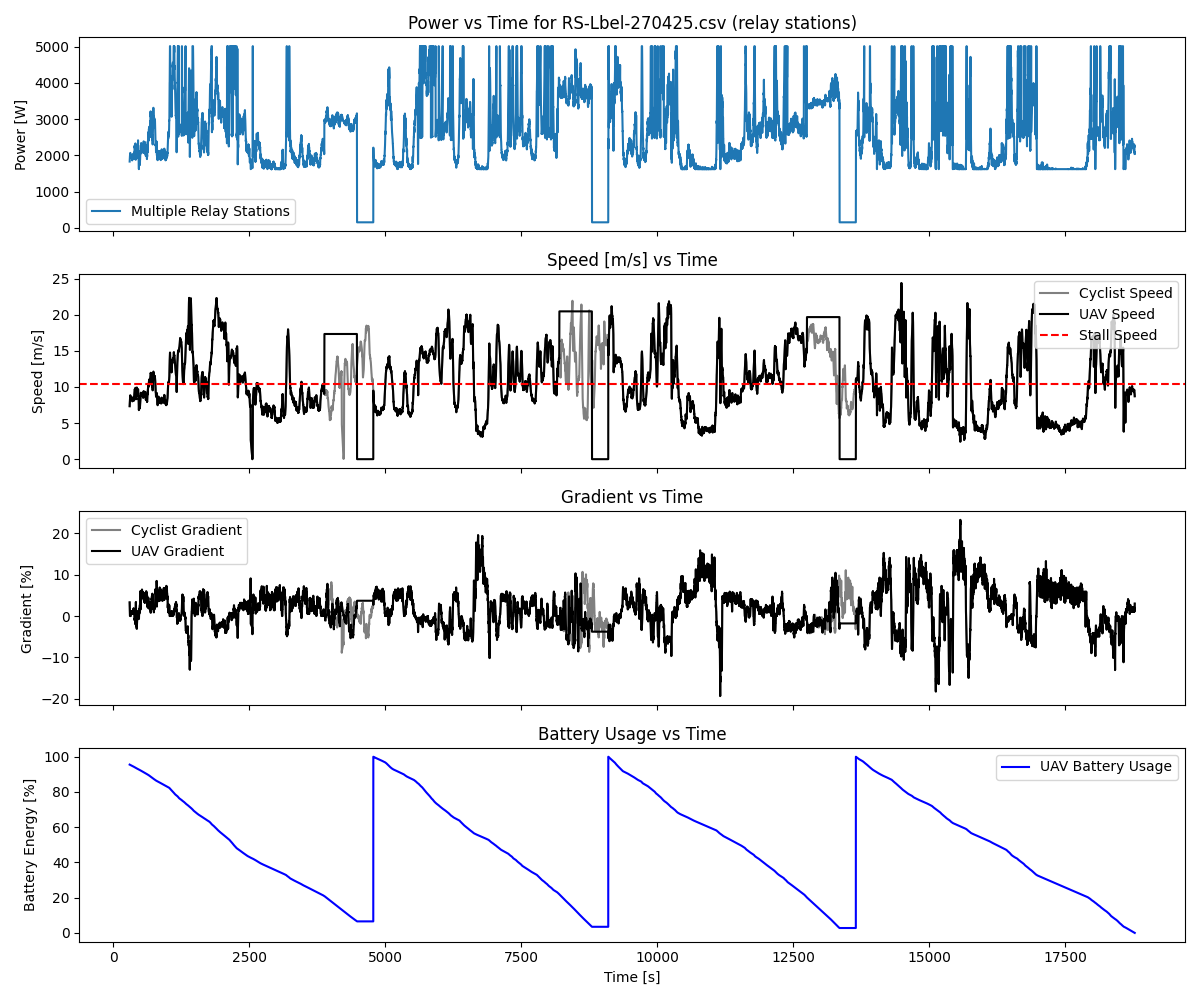 Power vs Time for RS-Lbel-270425.csv (relay stations)
5000
4000
3000
2000
1000
0
Power [W]
Multiple Relay Stations
Speed [m/s] vs Time
25
20
15
10
5
0
Speed [m/s]
Cyclist Speed
UAV Speed
Stall Speed
Gradient vs Time
20
10
0
−10
−20
Gradient [%]
Cyclist Gradient
UAV Gradient
Battery Usage vs Time
100
80
60
40
20
0
Battery Energy [%]
UAV Battery Usage
0 2500 5000 7500 10000 12500 15000 17500
Time [s]